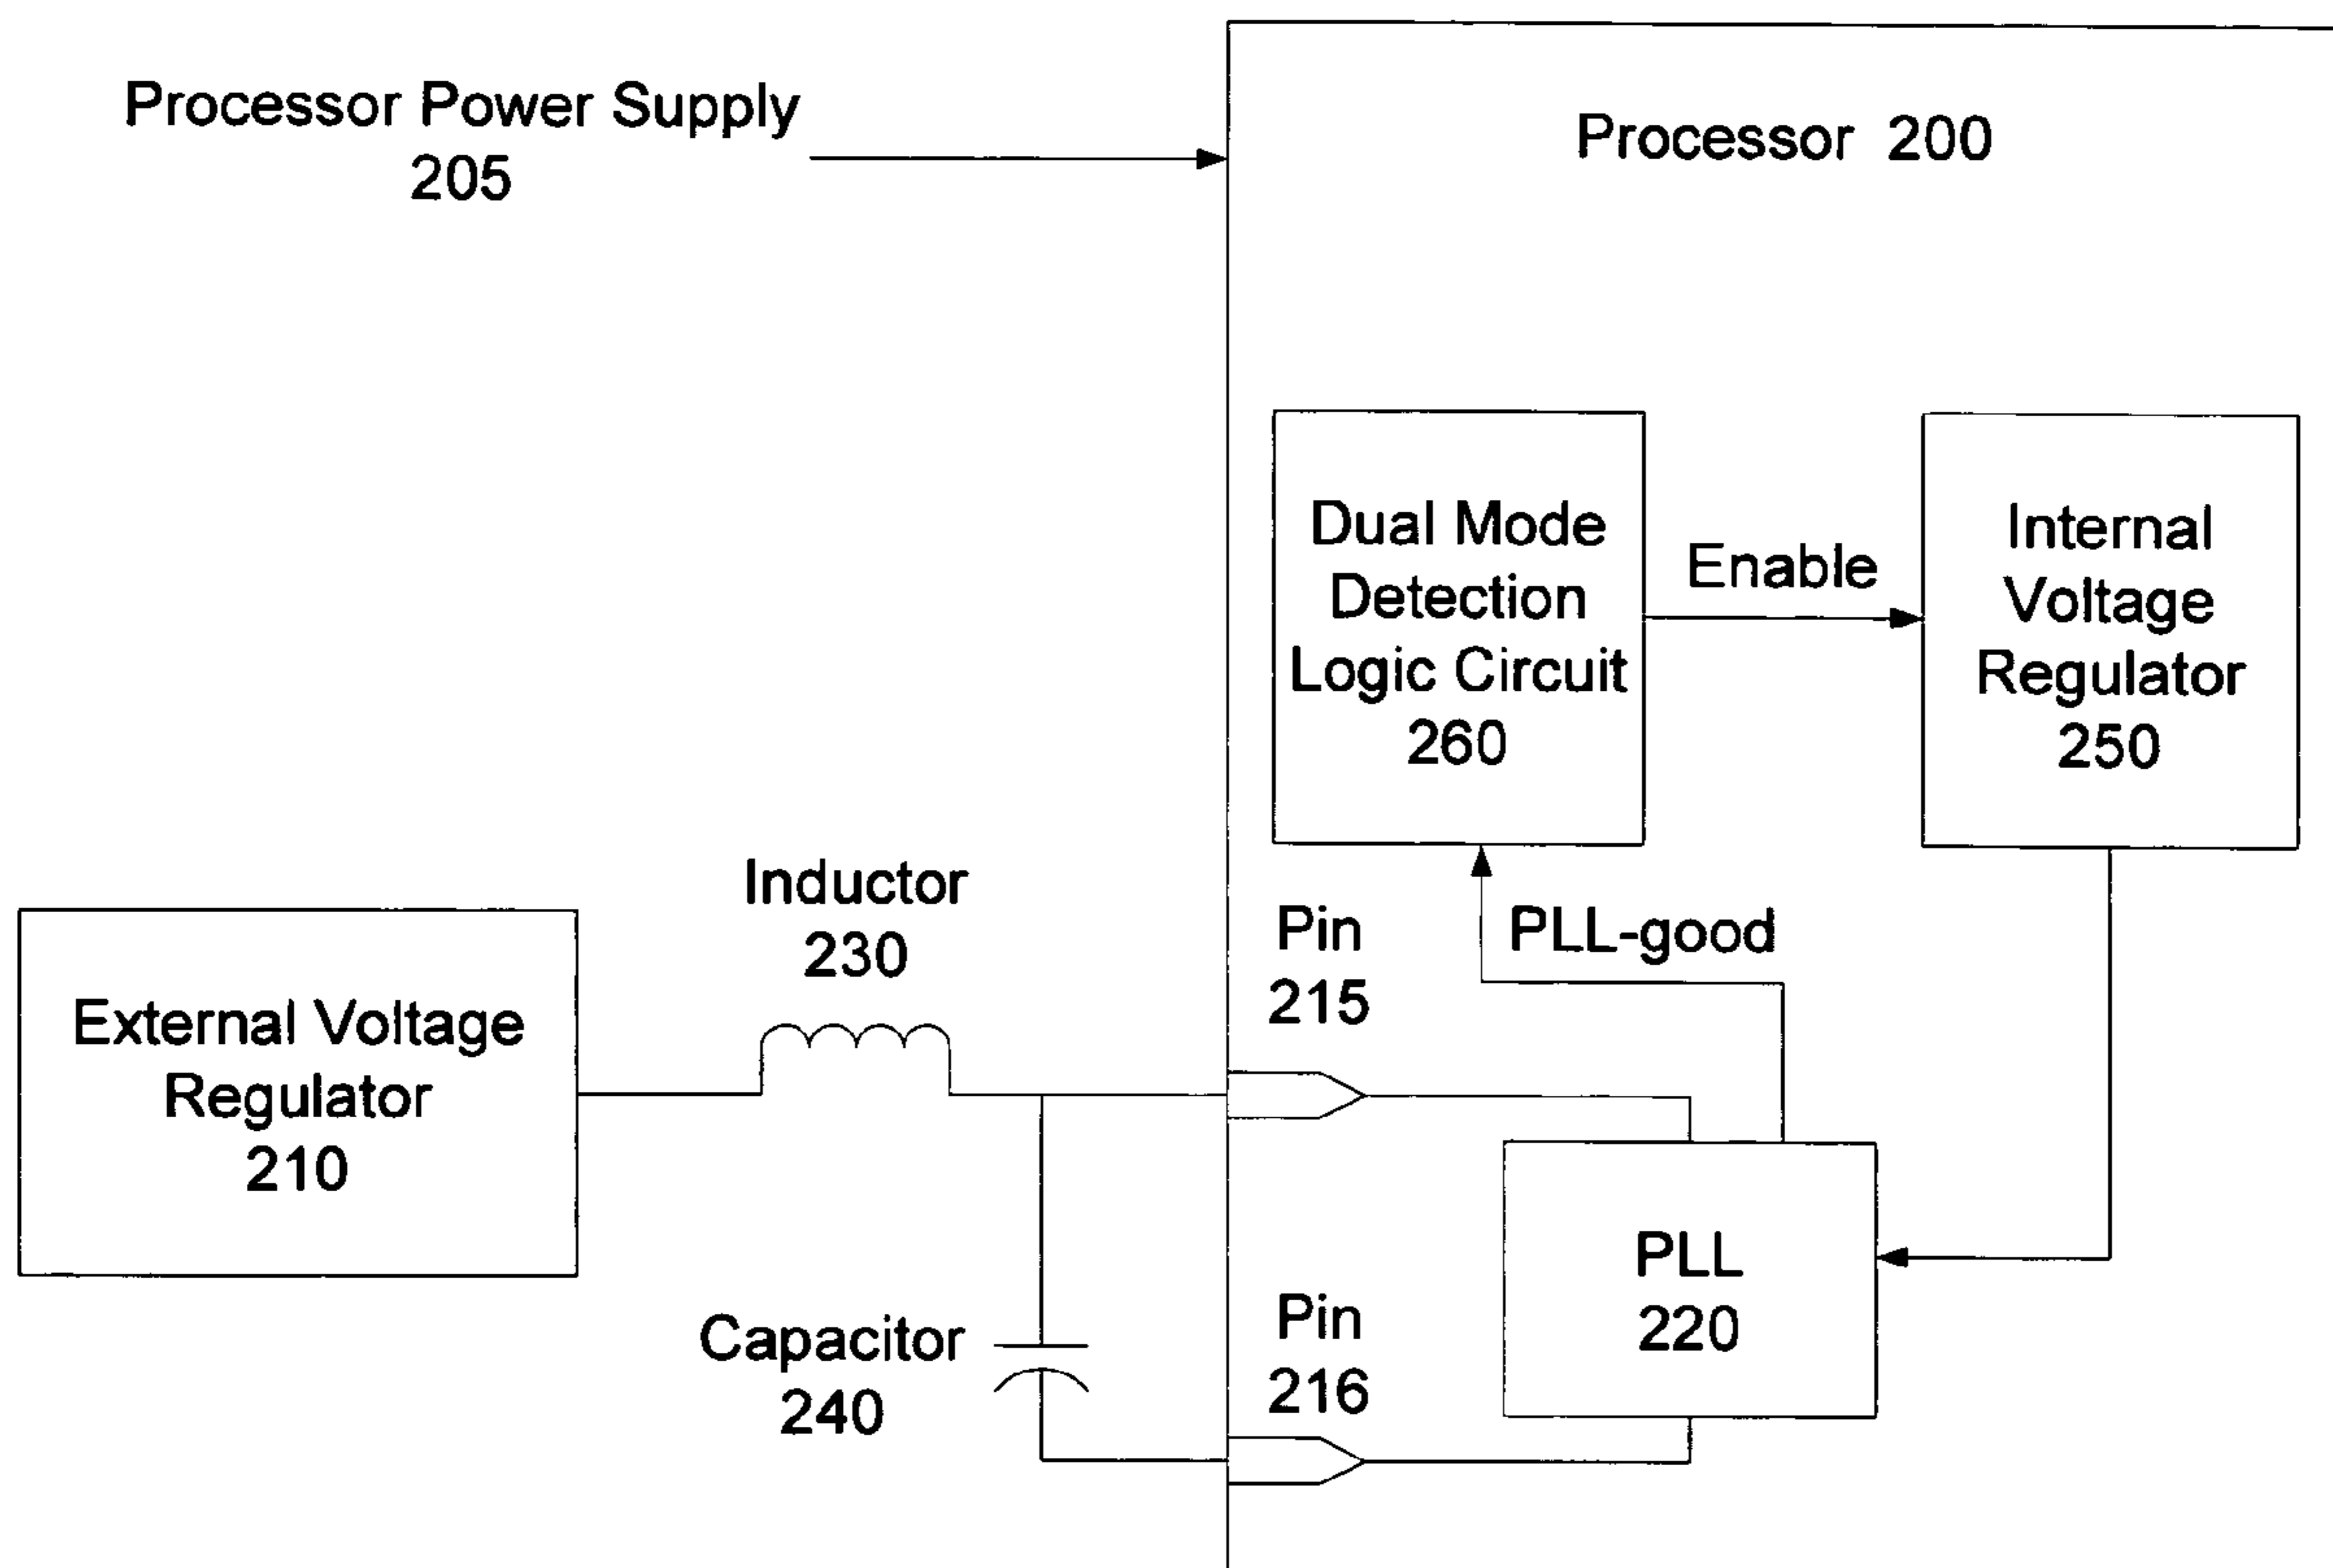 Processor Power Supply
205
Processor 200
Dual Mode
Detection
Logic Circuit
260
Enable
Internal
Voltage
Regulator
250
Inductor
230
Pin
215
PLL-good
External Voltage
Regulator
210
Capacitor
240
Pin
216
PLL
220